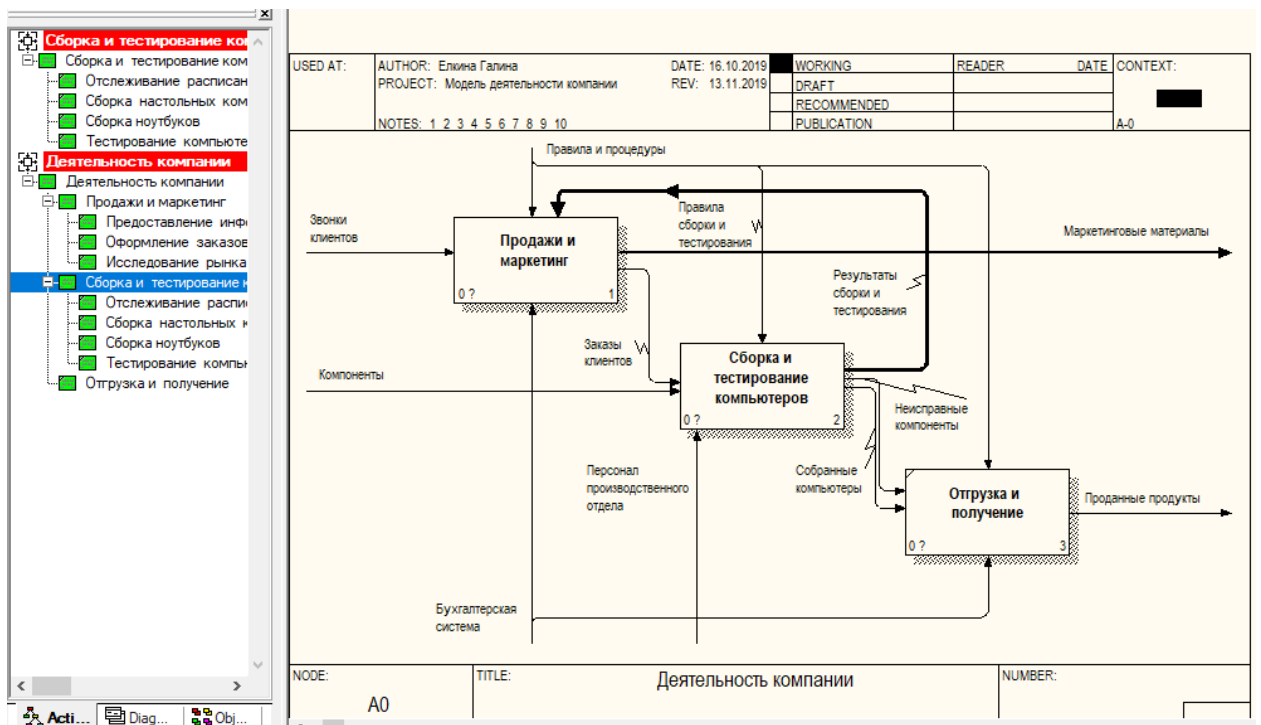 Сборка и тестирование ко
Сборка и тестирование ком
Отслеживание расписан
Сборка настольных ком
Сборка ноутбуков
Тестирование компьюте
Деятельность компании
Деятельность компании
Продажи и маркетинг
Предоставление инф
Оформление заказов
Исследование рынка
Сборка и тестирование к
Отслеживание распи
Сборка настольных к
Сборка ноутбуков
Тестирование компь
Отгрузка и получение
Acti...
Diag...
Obj...
USED AT:
AUTHOR: Елкина Галина
DATE: 16.10.2019
PROJECT: Модель деятельности компании
REV: 13.11.2019
NOTES: 1 2 3 4 5 6 7 8 9 10
WORKING
DRAFT
RECOMMENDED
PUBLICATION
READER
DATE
CONTEXT:
A-0
Правила и процедуры
Звонки
клиентов
Продажи и
маркетинг
0 ?
1
Правила
сборки и
тестирования
Маркетинговые материалы
Результаты
сборки и
тестирования
Заказы
клиентов
Компоненты
Сборка и
тестирование
компьютеров
0 ?
2
Неисправные
компоненты
Персонал
производственного
отдела
Собранные
компьютеры
Отгрузка и
получение
0 ?
3
Проданные продукты
Бухгалтерская
система
NODE:
A0
TITLE:
Деятельность компании
NUMBER: